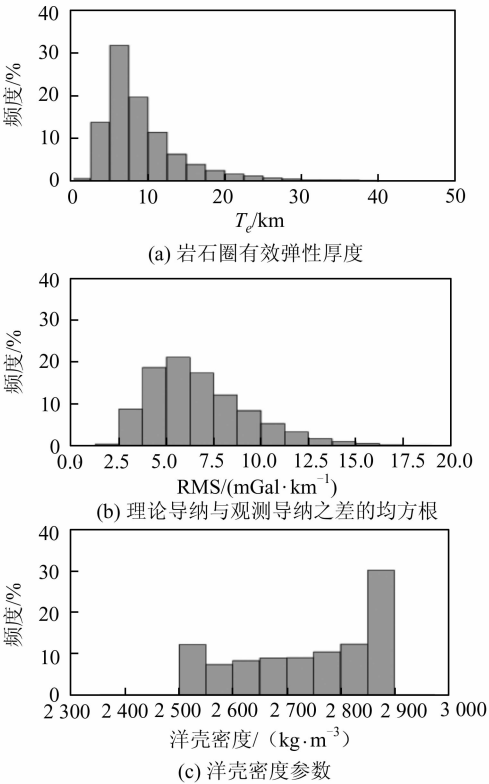 40
30
20
10
0
频度/%
0 10 20 30 40 50
Te/km
(a) 岩石圈有效弹性厚度
40
30
20
10
0
频度/%
0.0 2.5 5.0 7.5 10.0 12.5 15.0 17.5 20.0
RMS/(mGal·km⁻¹)
(b) 理论导纳与观测导纳之差的均方根
40
30
20
10
0
频度/%
2 300 2 400 2 500 2 600 2 700 2 800 2 900 3 000
洋壳密度/（kg·m⁻³）
(c) 洋壳密度参数